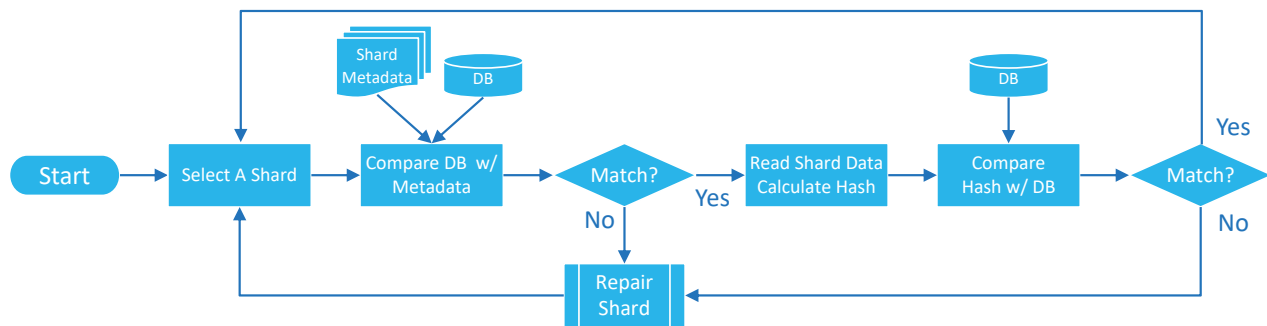 Shard
Metadata
DB
DB
Yes
Start
Select A Shard
Compare DB w/
Metadata
Match?
Yes
No
Read Shard Data
Calculate Hash
Compare
Hash w/ DB
Match?
No
Repair
Shard